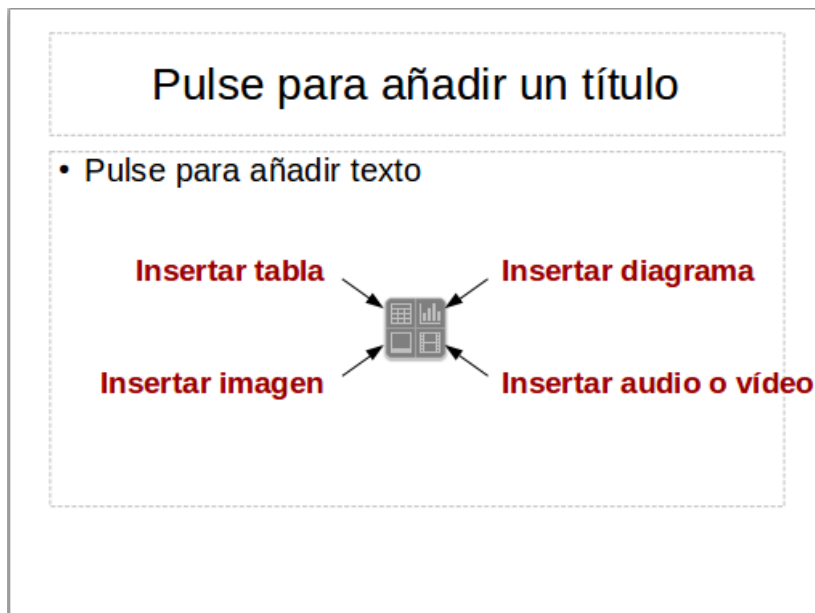 Pulse para añadir un título
• Pulse para añadir texto
Insertar tabla
Insertar diagrama
Insertar imagen
Insertar audio o vídeo